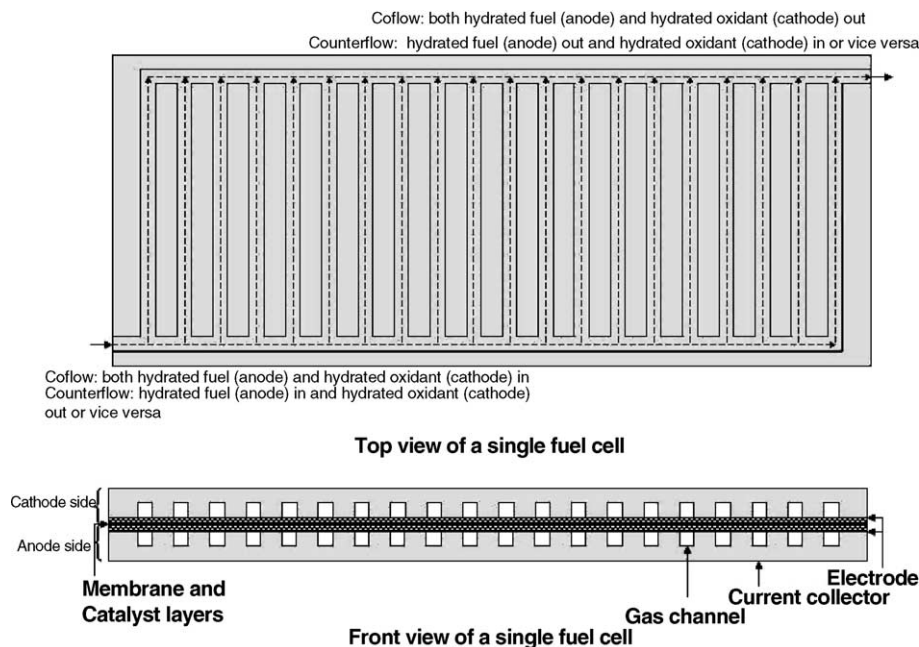 Coflow: both hydrated fuel (anode) and hydrated oxidant (cathode) out
Counterflow: hydrated fuel (anode) out and hydrated oxidant (cathode) in or vice versa
Coflow: both hydrated fuel (anode) and hydrated oxidant (cathode) in
Counterflow: hydrated fuel (anode) in and hydrated oxidant (cathode)
out or vice versa
Top view of a single fuel cell
Cathode side
Anode side
Membrane and
Catalyst layers
Gas channel
Current collector
Electrode
Front view of a single fuel cell